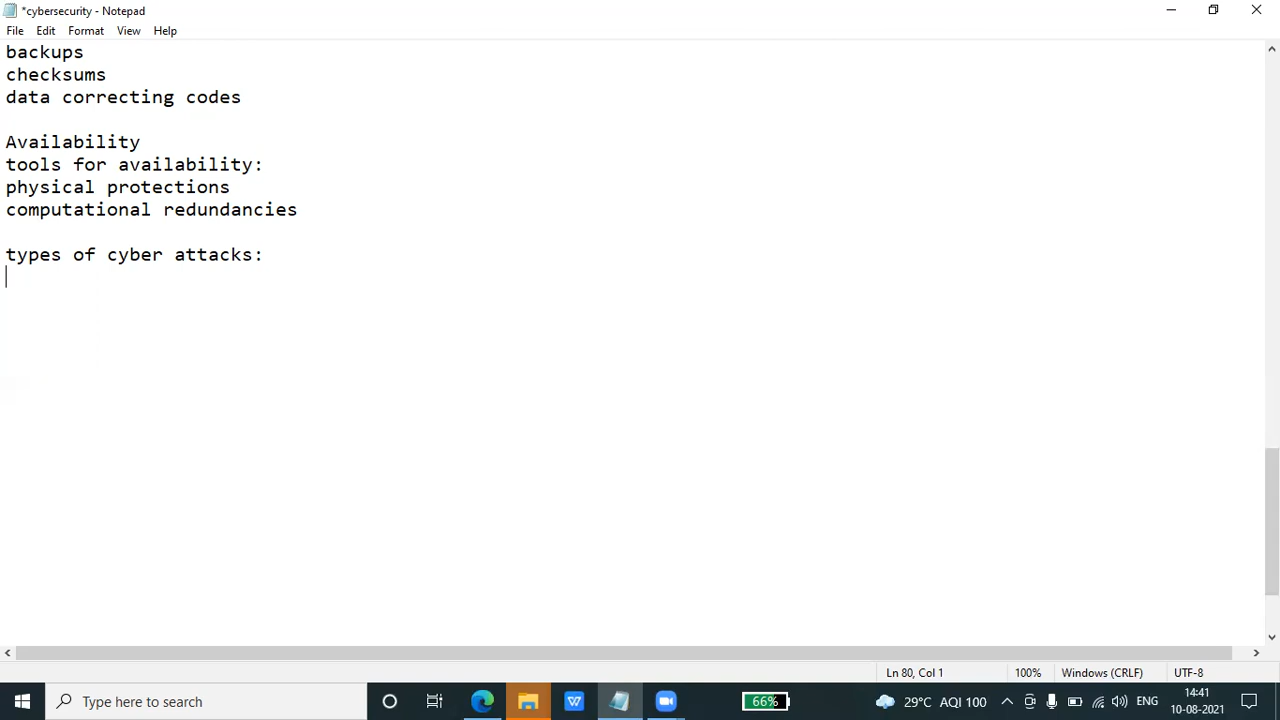 *cybersecurity - Notepad
File Edit Format View Help
backups
checksums
data correcting codes
Availability
tools for availability:
physical protections
computational redundancies
types of cyber attacks:
Ln 80, Col 1 100% Windows (CRLF) UTF-8
Type here to search
W
66%
29°C AQI 100
ENG
14:41
10-08-2021